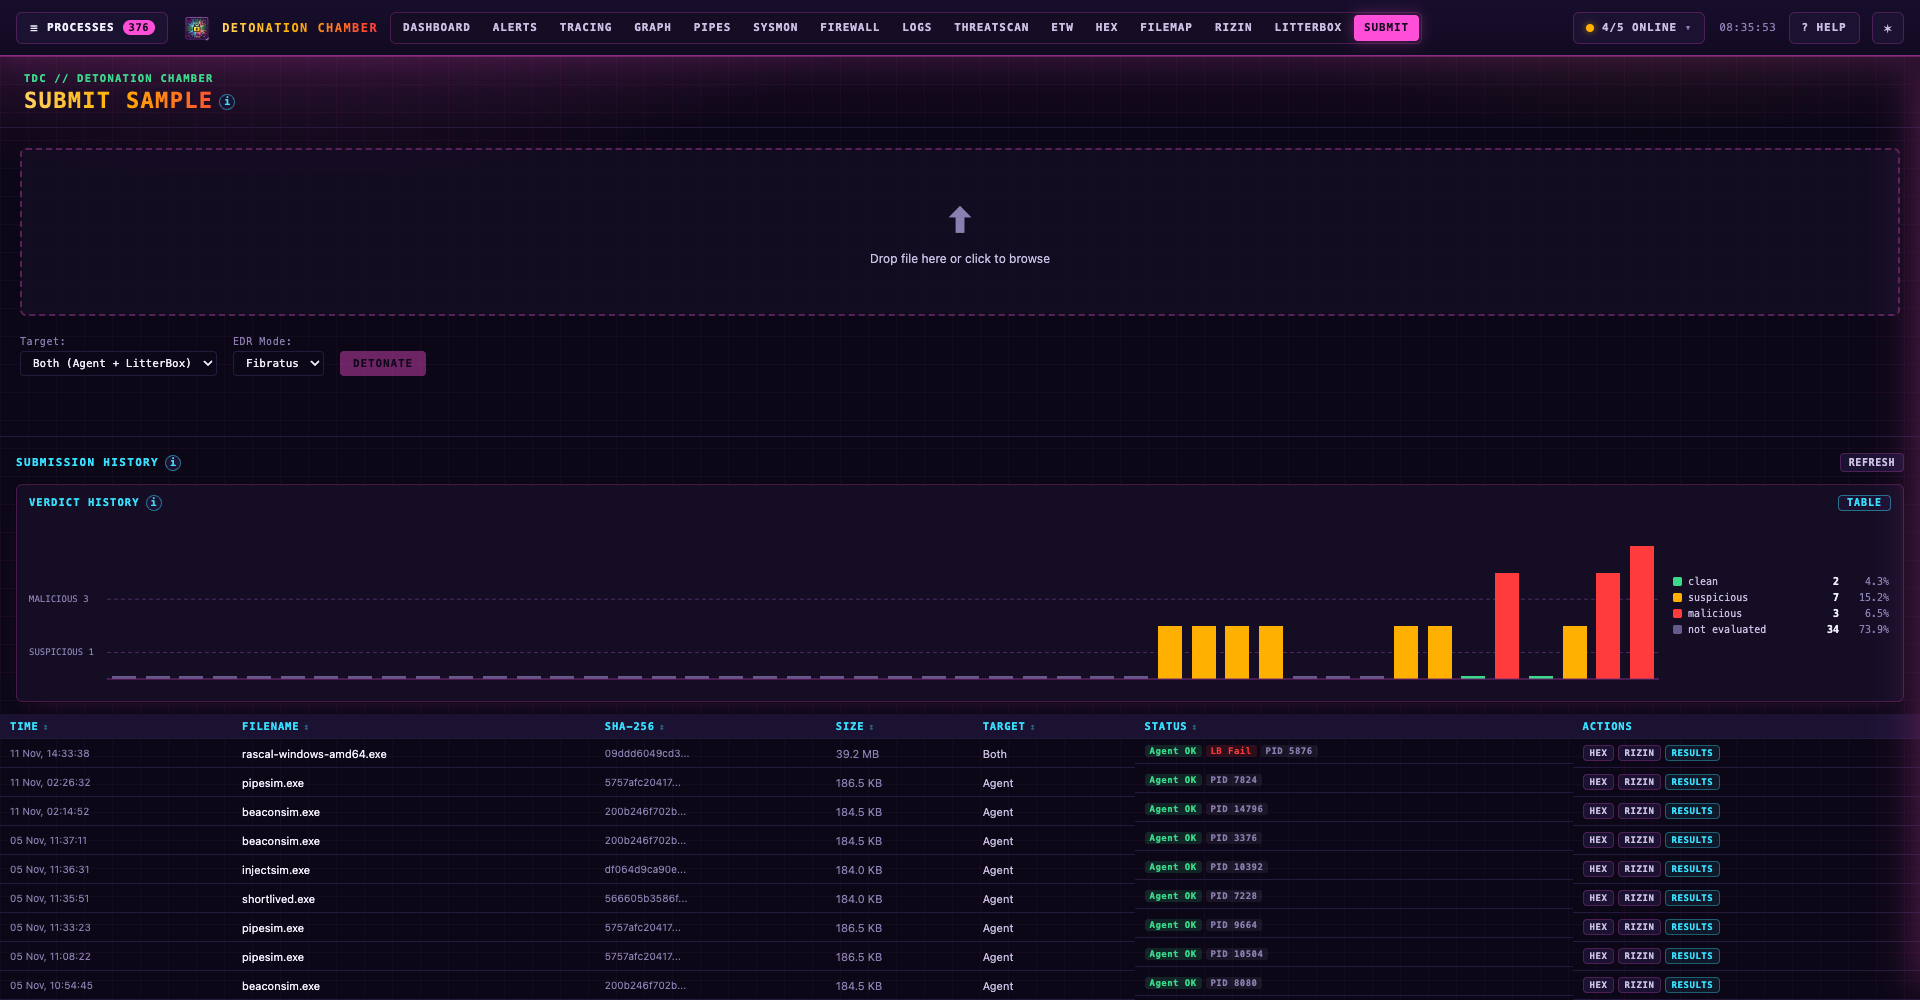 ≡ PROCESSES 376 DETONATION CHAMBER DASHBOARD ALERTS TRACING GRAPH PIPES SYSMON FIREWALL LOGS THREATSCAN ETW HEX FILEMAP RIZIN LITTERBOX SUBMIT 4/5 ONLINE ▾ 08:35:53 ? HELP ✶
TDC // DETONATION CHAMBER
SUBMIT SAMPLE i
Drop file here or click to browse
Target: EDR Mode:
Both (Agent + LitterBox) Fibratus DETONATE
SUBMISSION HISTORY i REFRESH
VERDICT HISTORY i TABLE
MALICIOUS 3
SUSPICIOUS 1
clean 2 4.3%
suspicious 7 15.2%
malicious 3 6.5%
not evaluated 34 73.9%
TIME FILENAME SHA-256 SIZE TARGET STATUS ACTIONS
11 Nov, 14:33:38 rascal-windows-amd64.exe 09ddd6049cd3... 39.2 MB Both Agent OK LB Fail PID 5876 HEX RIZIN RESULTS
11 Nov, 02:26:32 pipesim.exe 5757afc20417... 186.5 KB Agent Agent OK PID 7824 HEX RIZIN RESULTS
11 Nov, 02:14:52 beaconsim.exe 200b246f702b... 184.5 KB Agent Agent OK PID 14796 HEX RIZIN RESULTS
05 Nov, 11:37:11 beaconsim.exe 200b246f702b... 184.5 KB Agent Agent OK PID 3376 HEX RIZIN RESULTS
05 Nov, 11:36:31 injectsim.exe df064d9ca90e... 184.0 KB Agent Agent OK PID 10392 HEX RIZIN RESULTS
05 Nov, 11:35:51 shortlived.exe 566605b3586f... 184.0 KB Agent Agent OK PID 7228 HEX RIZIN RESULTS
05 Nov, 11:33:23 pipesim.exe 5757afc20417... 186.5 KB Agent Agent OK PID 9664 HEX RIZIN RESULTS
05 Nov, 11:08:22 pipesim.exe 5757afc20417... 186.5 KB Agent Agent OK PID 10504 HEX RIZIN RESULTS
05 Nov, 10:54:45 beaconsim.exe 200b246f702b... 184.5 KB Agent Agent OK PID 8080 HEX RIZIN RESULTS